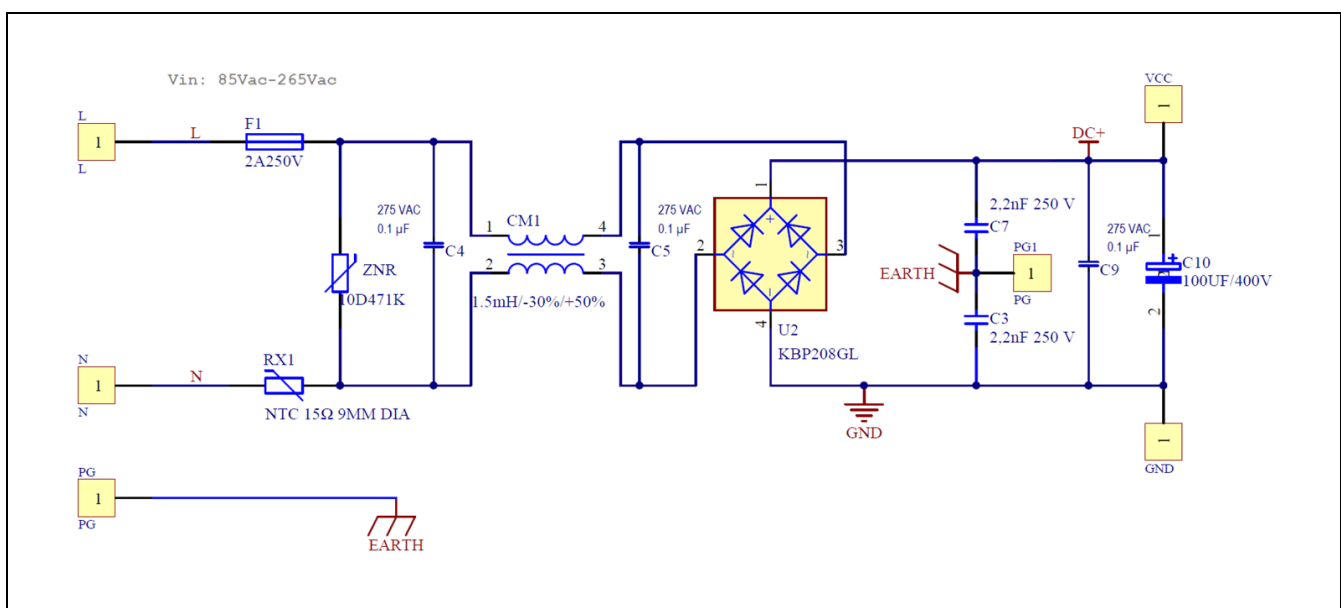 Vin: 85Vac-265Vac
L
1
L
L
F1
2A250V
ZNR
10D471K
275 VAC
0.1 µF
C4
1
CM1
4
2
3
1.5mH/-30%/+50%
275 VAC
0.1 µF
C5
N
1
N
N
RX1
NTC 15Ω 9MM DIA
1
2
3
4
+
~
~
−
U2
KBP208GL
GND
2,2nF 250 V
C7
EARTH
PG1
1
PG
C3
2,2nF 250 V
DC+
275 VAC
0.1 µF
C9
VCC
1
1
+
C10
100UF/400V
2
1
GND
PG
1
PG
EARTH